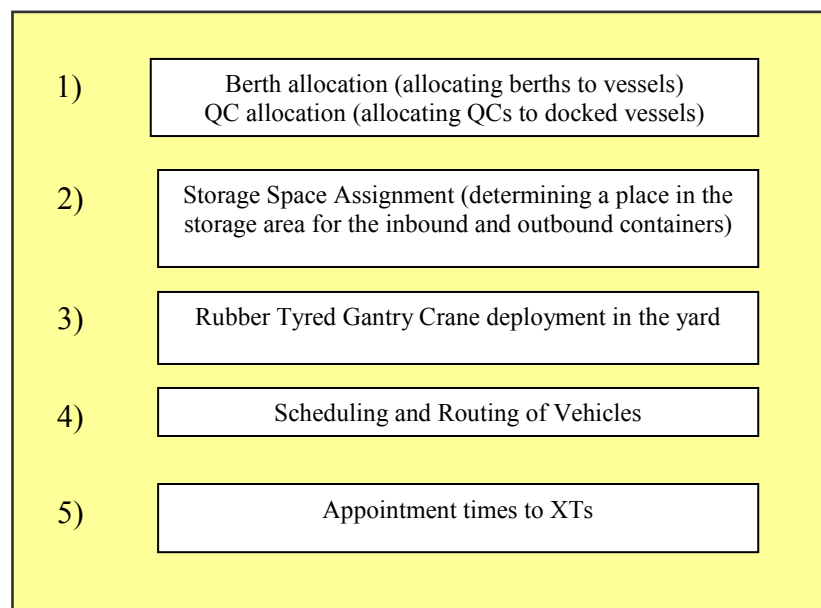 1)
Berth allocation (allocating berths to vessels)
QC allocation (allocating QCs to docked vessels)
2)
Storage Space Assignment (determining a place in the
storage area for the inbound and outbound containers)
3)
Rubber Tyred Gantry Crane deployment in the yard
4)
Scheduling and Routing of Vehicles
5)
Appointment times to XTs